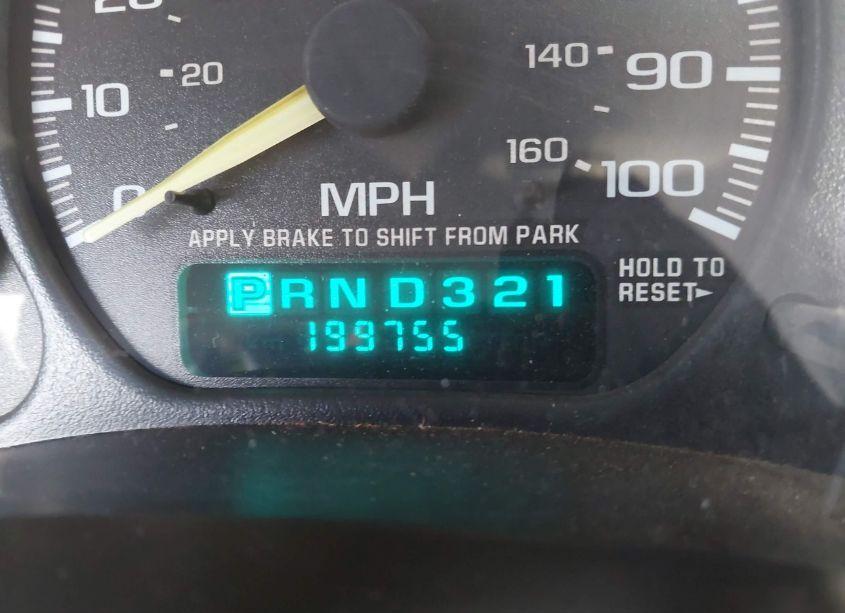 20
10
20
0
MPH
140
90
160
100
APPLY BRAKE TO SHIFT FROM PARK
PRND321
199755
HOLD TO
RESET►